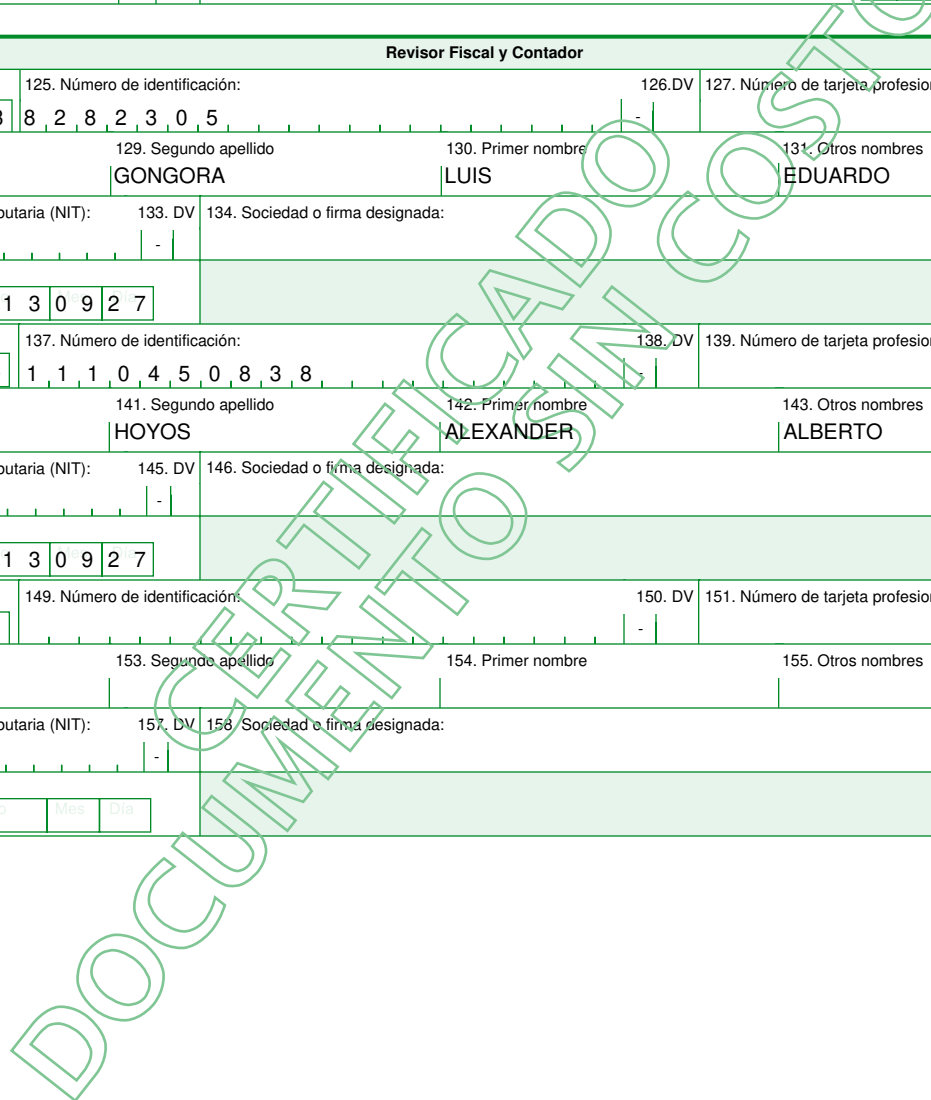 Revisor Fiscal y Contador
125. Número de identificación: 126.DV 127. Número de tarjeta profesion
8 2 8 2 3 0 5 -
129. Segundo apellido 130. Primer nombre 131. Otros nombres
GONGORA LUIS EDUARDO
butaria (NIT): 133. DV 134. Sociedad o firma designada:
-
1 3 0 9 2 7
137. Número de identificación: 138. DV 139. Número de tarjeta profesion
1 1 1 0 4 5 0 8 3 8 -
141. Segundo apellido 142. Primer nombre 143. Otros nombres
HOYOS ALEXANDER ALBERTO
butaria (NIT): 145. DV 146. Sociedad o firma designada:
-
1 3 0 9 2 7
149. Número de identificación: 150. DV 151. Número de tarjeta profesion
-
153. Segundo apellido 154. Primer nombre 155. Otros nombres
butaria (NIT): 157. DV 158. Sociedad o firma designada:
-
Mes Día
CERTIFICADO
DOCUMENTO SIN COSTO